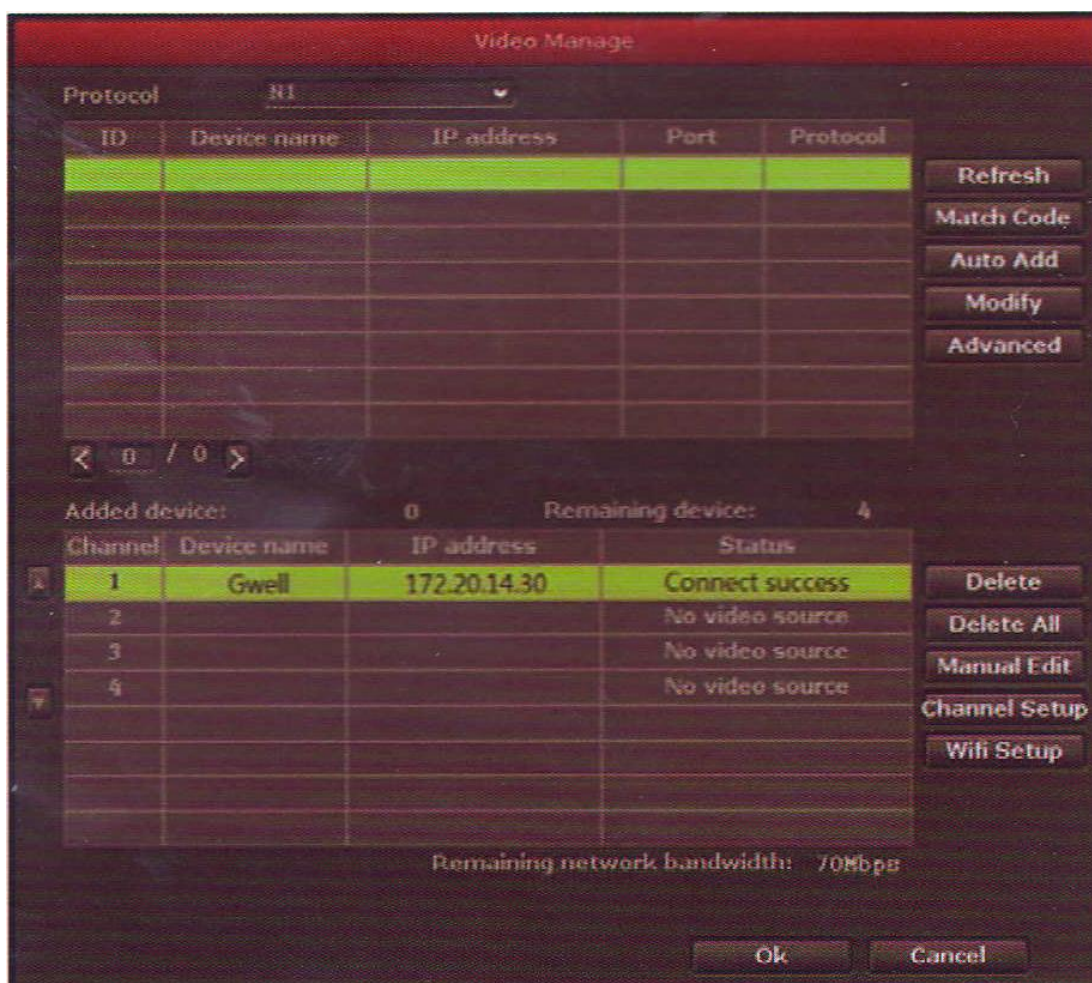 Video Manage
Protocol N1
ID Device name IP address Port Protocol
Refresh
Match Code
Auto Add
Modify
Advanced
< 0 / 0 >
Added device: 0 Remaining device: 4
Channel Device name IP address Status
1 Gwell 172.20.14.30 Connect success
Delete
2 No video source
Delete All
3 No video source
Manual Edit
4 No video source
Channel Setup
Wifi Setup
Remaining network bandwidth: 70Mbps
Ok Cancel